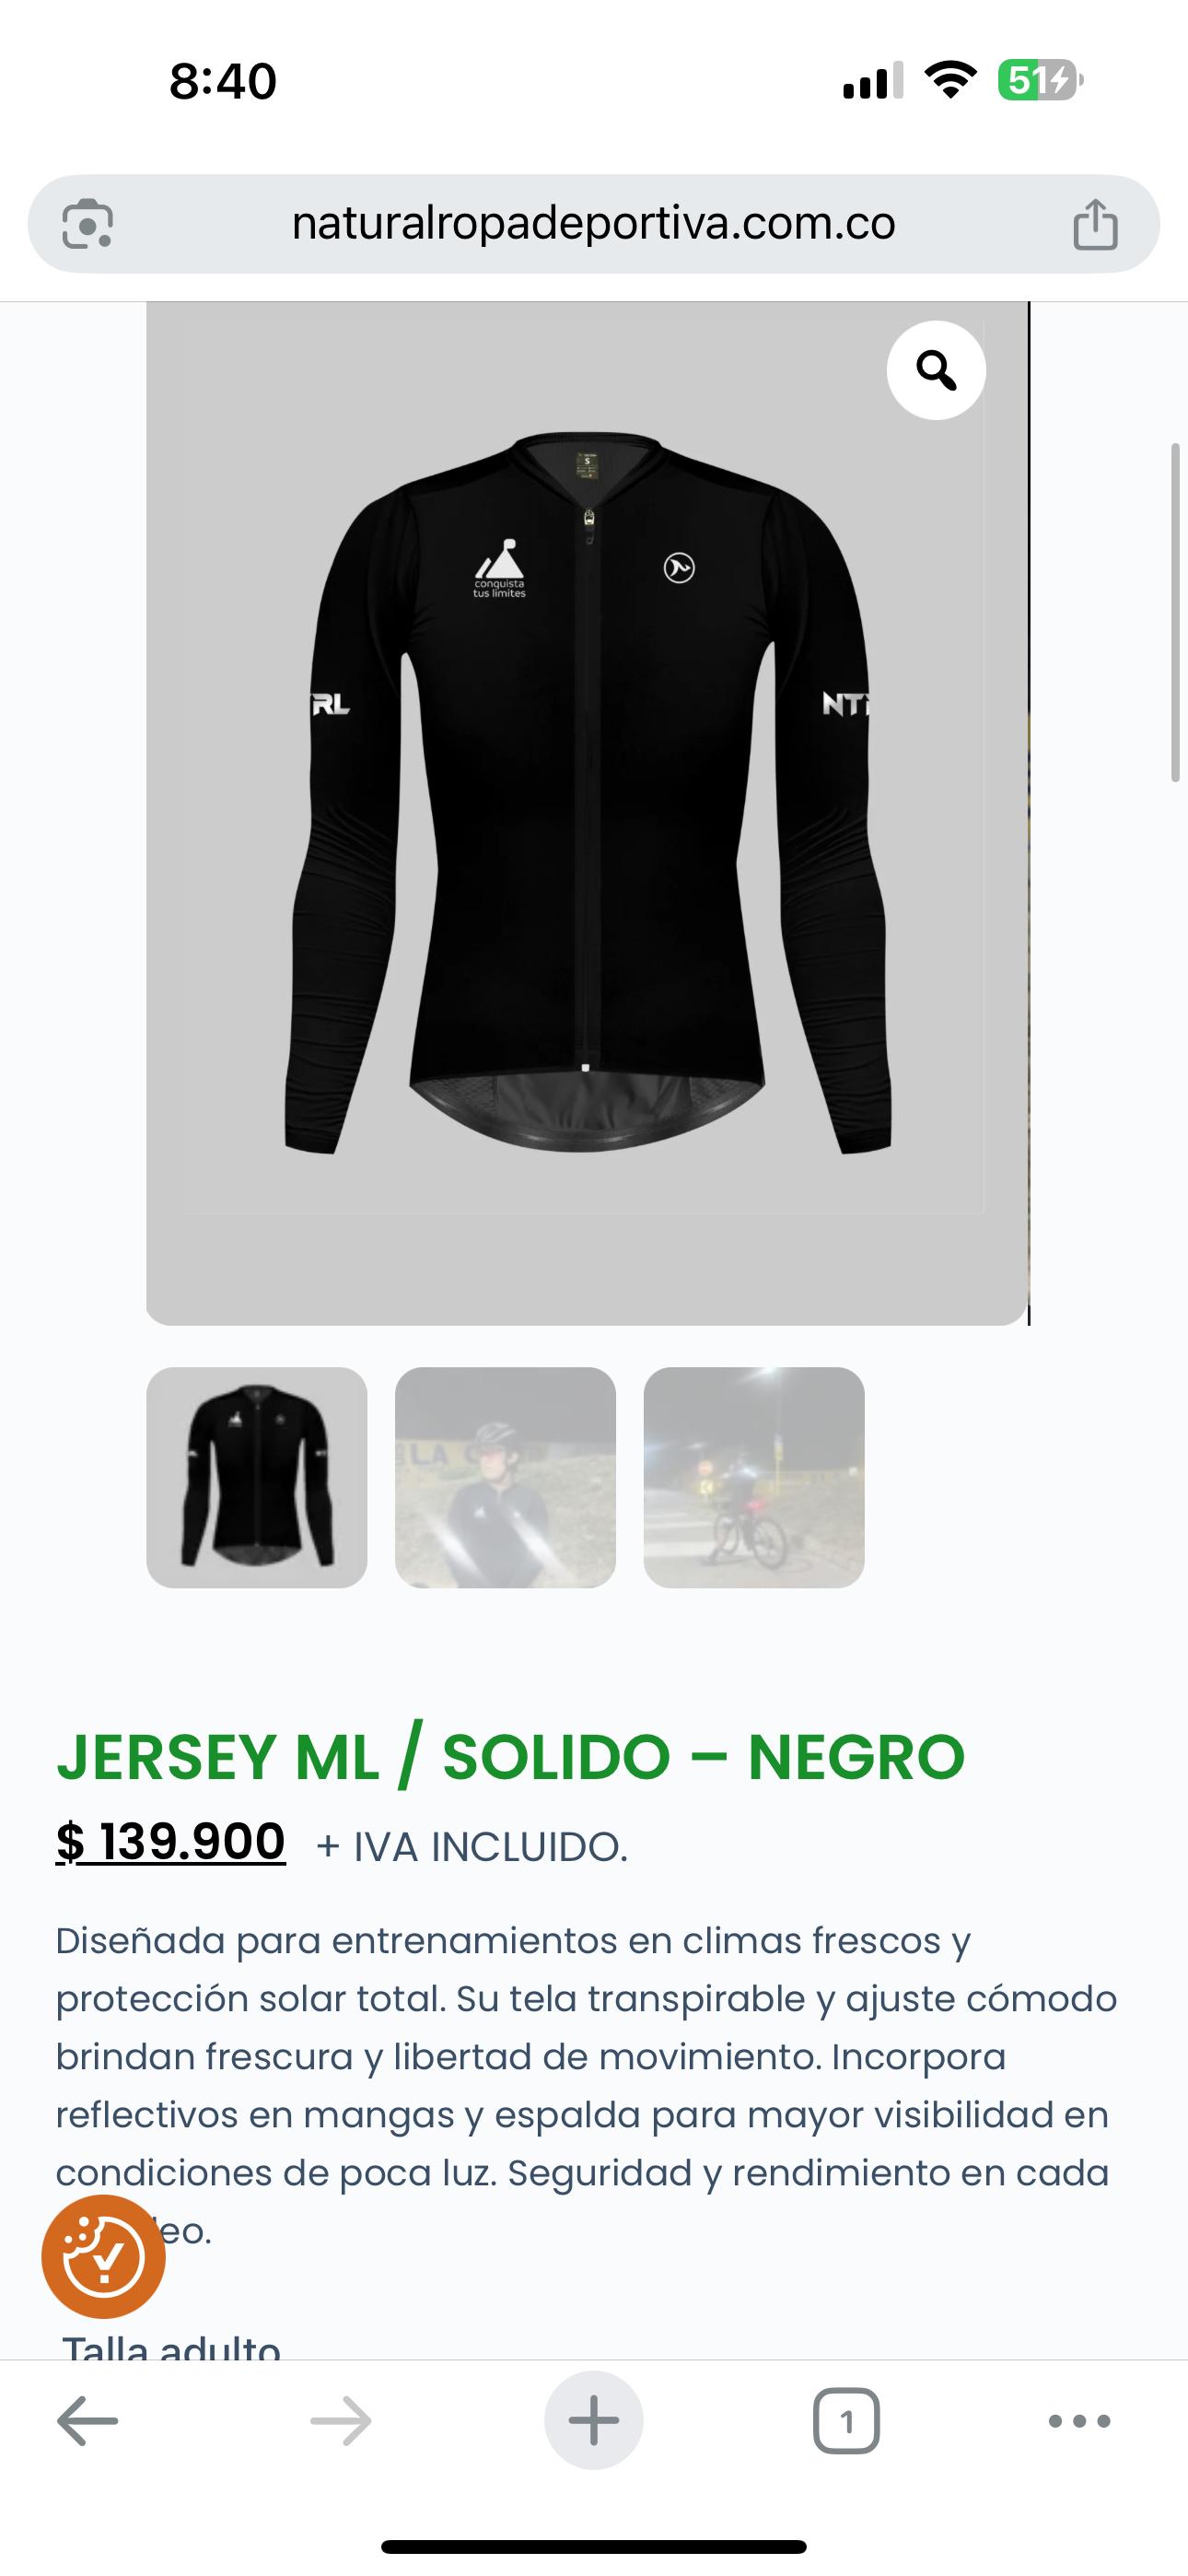 8:40
51
naturalropadeportiva.com.co
S
conquista
tus limites
RL
NT
JERSEY ML / SOLIDO – NEGRO
$ 139.900 + IVA INCLUIDO.
Diseñada para entrenamientos en climas frescos y
protección solar total. Su tela transpirable y ajuste cómodo
brindan frescura y libertad de movimiento. Incorpora
reflectivos en mangas y espalda para mayor visibilidad en
condiciones de poca luz. Seguridad y rendimiento en cada
eo.
Talla adulto
1